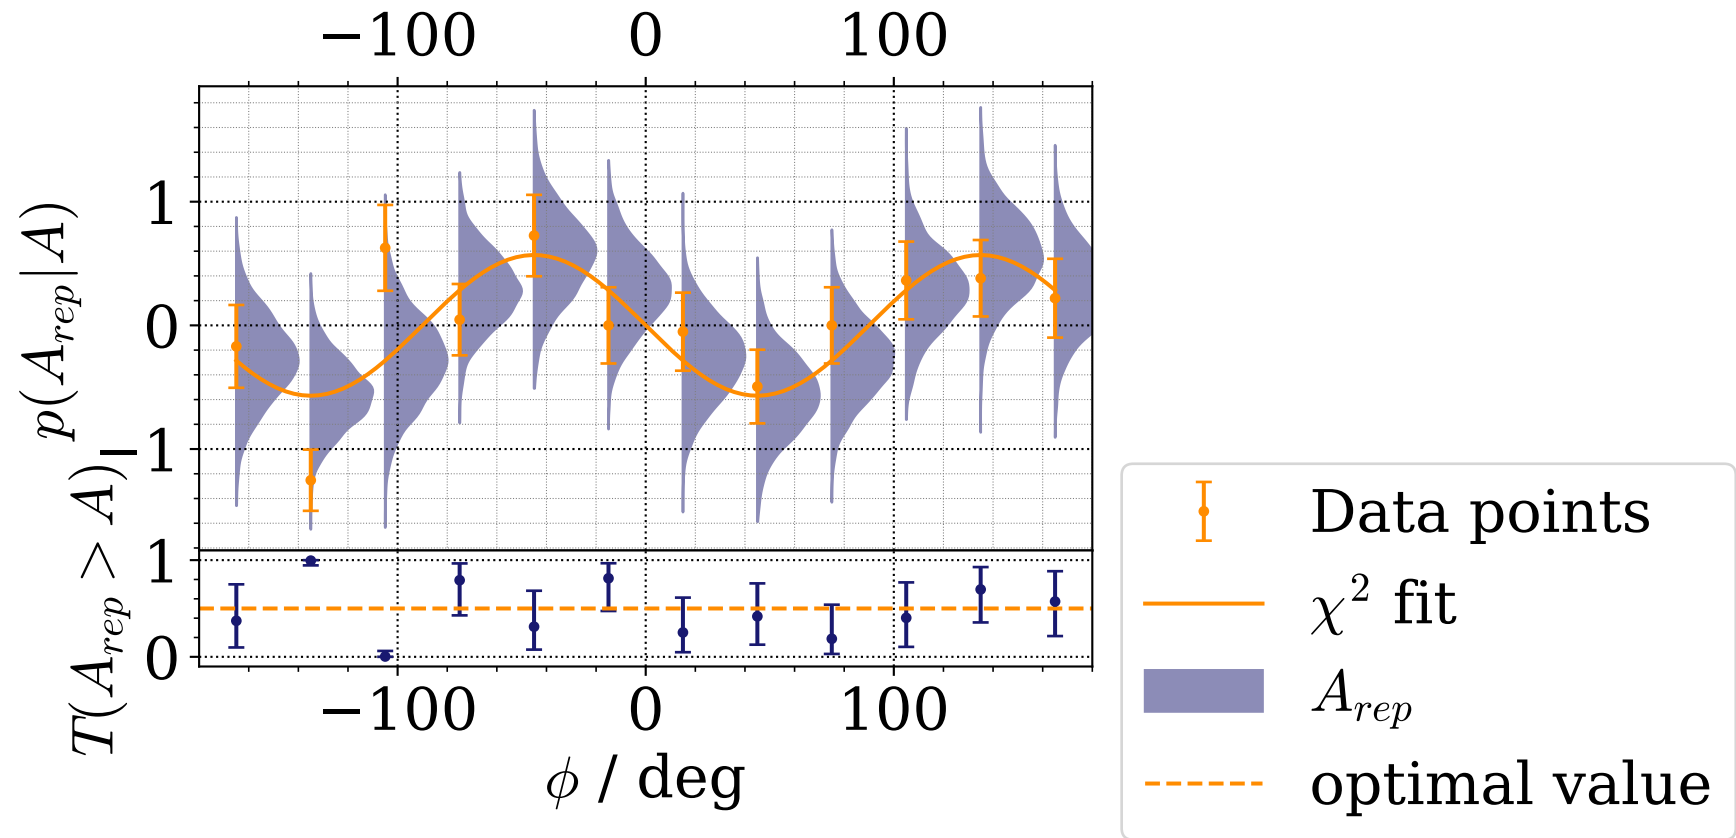 −100 0 100
p(A_rep|A)
1
0
−1
T(A_rep > A)
1
0
−100 0 100
ϕ / deg
Data points
χ² fit
A_rep
optimal value